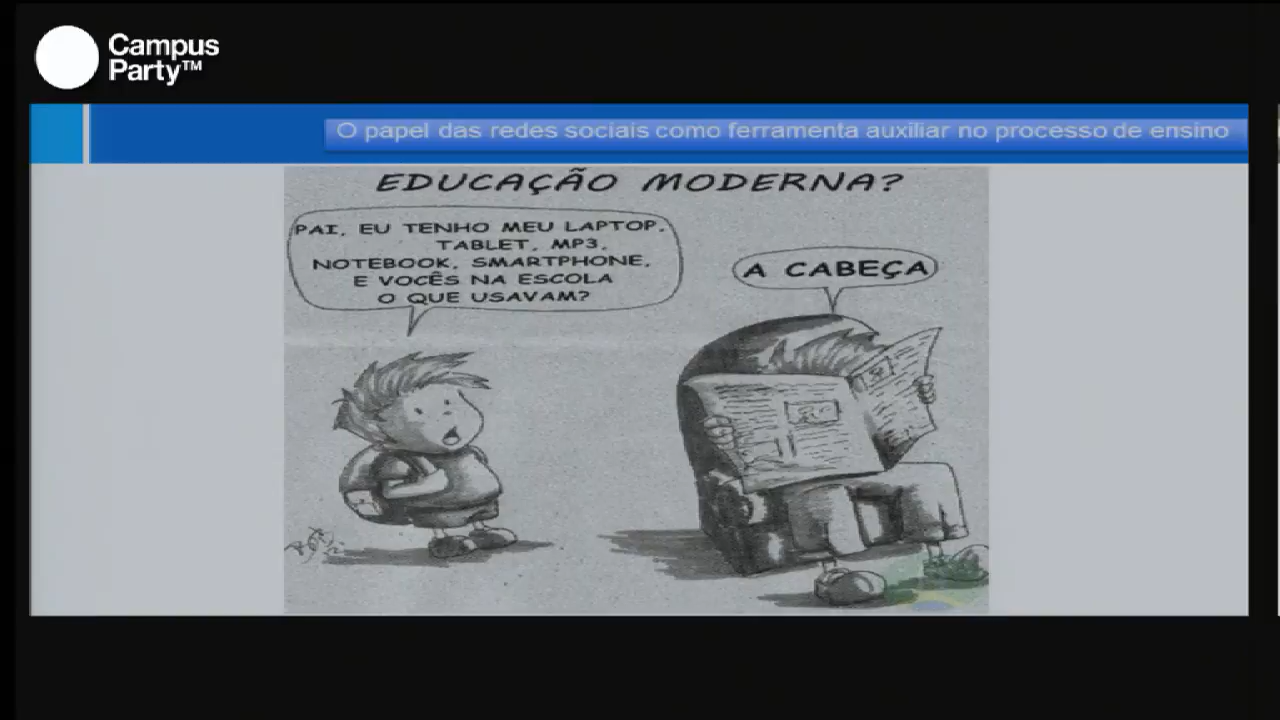 Campus
Party™
O papel das redes sociais como ferramenta auxiliar no processo de ensino
EDUCAÇÃO MODERNA?
PAI, EU TENHO MEU LAPTOP,
TABLET, MP3,
NOTEBOOK, SMARTPHONE,
E VOCÊS NA ESCOLA
O QUE USAVAM?
A CABEÇA